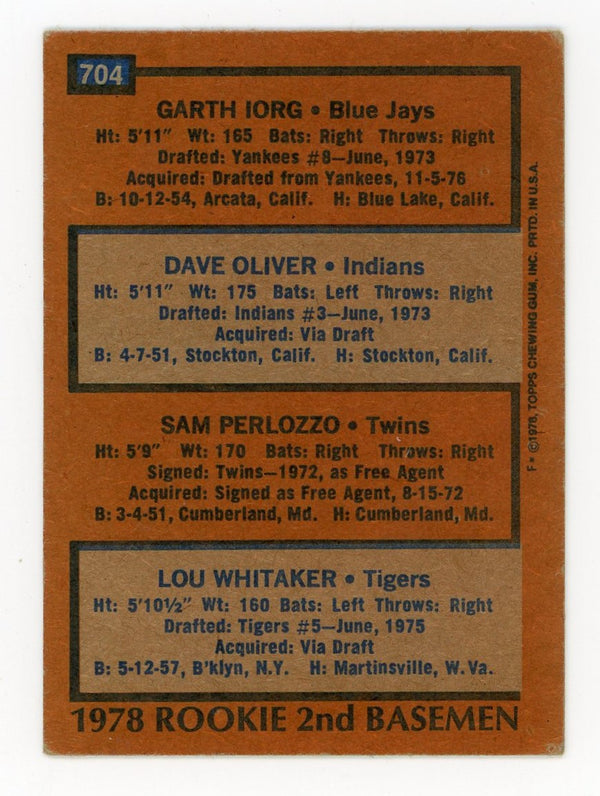 704
GARTH IORG • Blue Jays
Ht: 5'11" Wt: 165 Bats: Right Throws: Right
Drafted: Yankees #8—June, 1973
Acquired: Drafted from Yankees, 11-5-76
B: 10-12-54, Arcata, Calif. H: Blue Lake, Calif.
DAVE OLIVER • Indians
Ht: 5'11" Wt: 175 Bats: Left Throws: Right
Drafted: Indians #3—June, 1973
Acquired: Via Draft
B: 4-7-51, Stockton, Calif. H: Stockton, Calif.
SAM PERLOZZO • Twins
Ht: 5'9" Wt: 170 Bats: Right Throws: Right
Signed: Twins—1972, as Free Agent
Acquired: Signed as Free Agent, 8-15-72
B: 3-4-51, Cumberland, Md. H: Cumberland, Md.
LOU WHITAKER • Tigers
Ht: 5'10½" Wt: 160 Bats: Left Throws: Right
Drafted: Tigers #5—June, 1975
Acquired: Via Draft
B: 5-12-57, B'klyn, N.Y. H: Martinsville, W. Va.
1978 ROOKIE 2nd BASEMEN
F* ©1978, TOPPS CHEWING GUM, INC. PRTD. IN U.S.A.